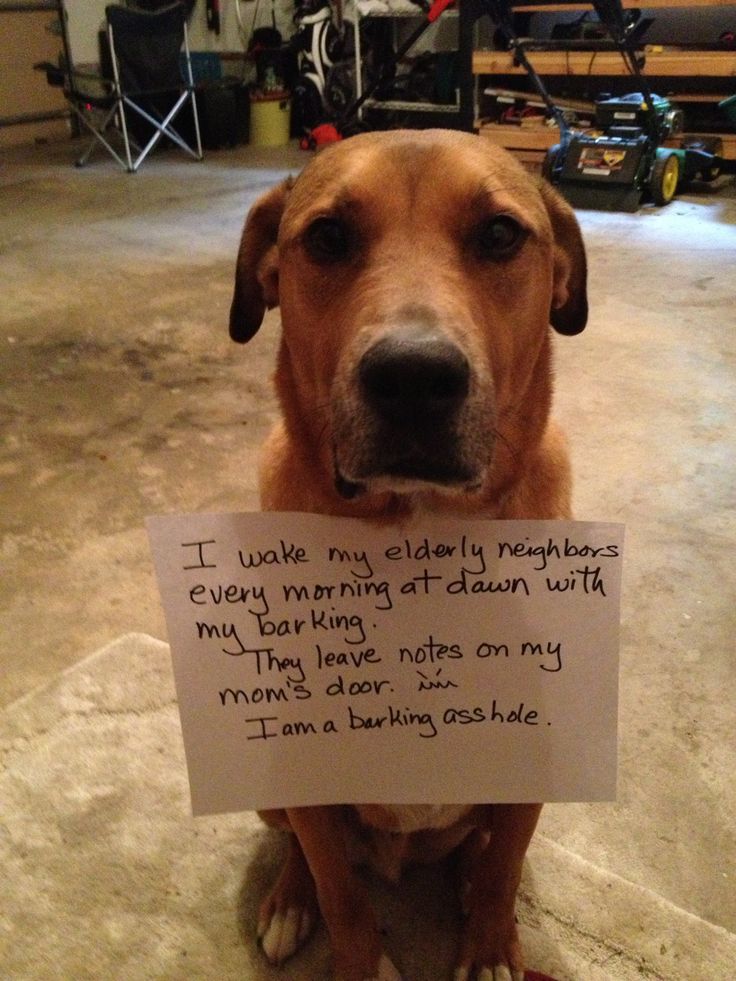 I wake my elderly neighbors
every morning at dawn with
my barking.
They leave notes on my
mom's door.
I am a barking asshole.